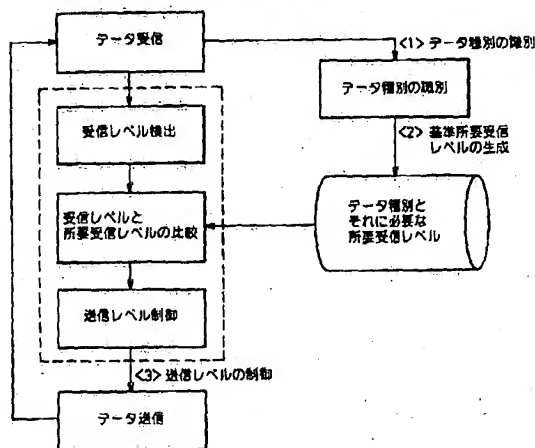 データ受信
<1> データ種別の識別
データ種別の識別
受信レベル検出
<2> 基準所要受信
レベルの生成
受信レベルと
所要受信レベルの比較
データ種別と
それに必要な
所要受信レベル
送信レベル制御
<3> 送信レベルの制御
データ送信